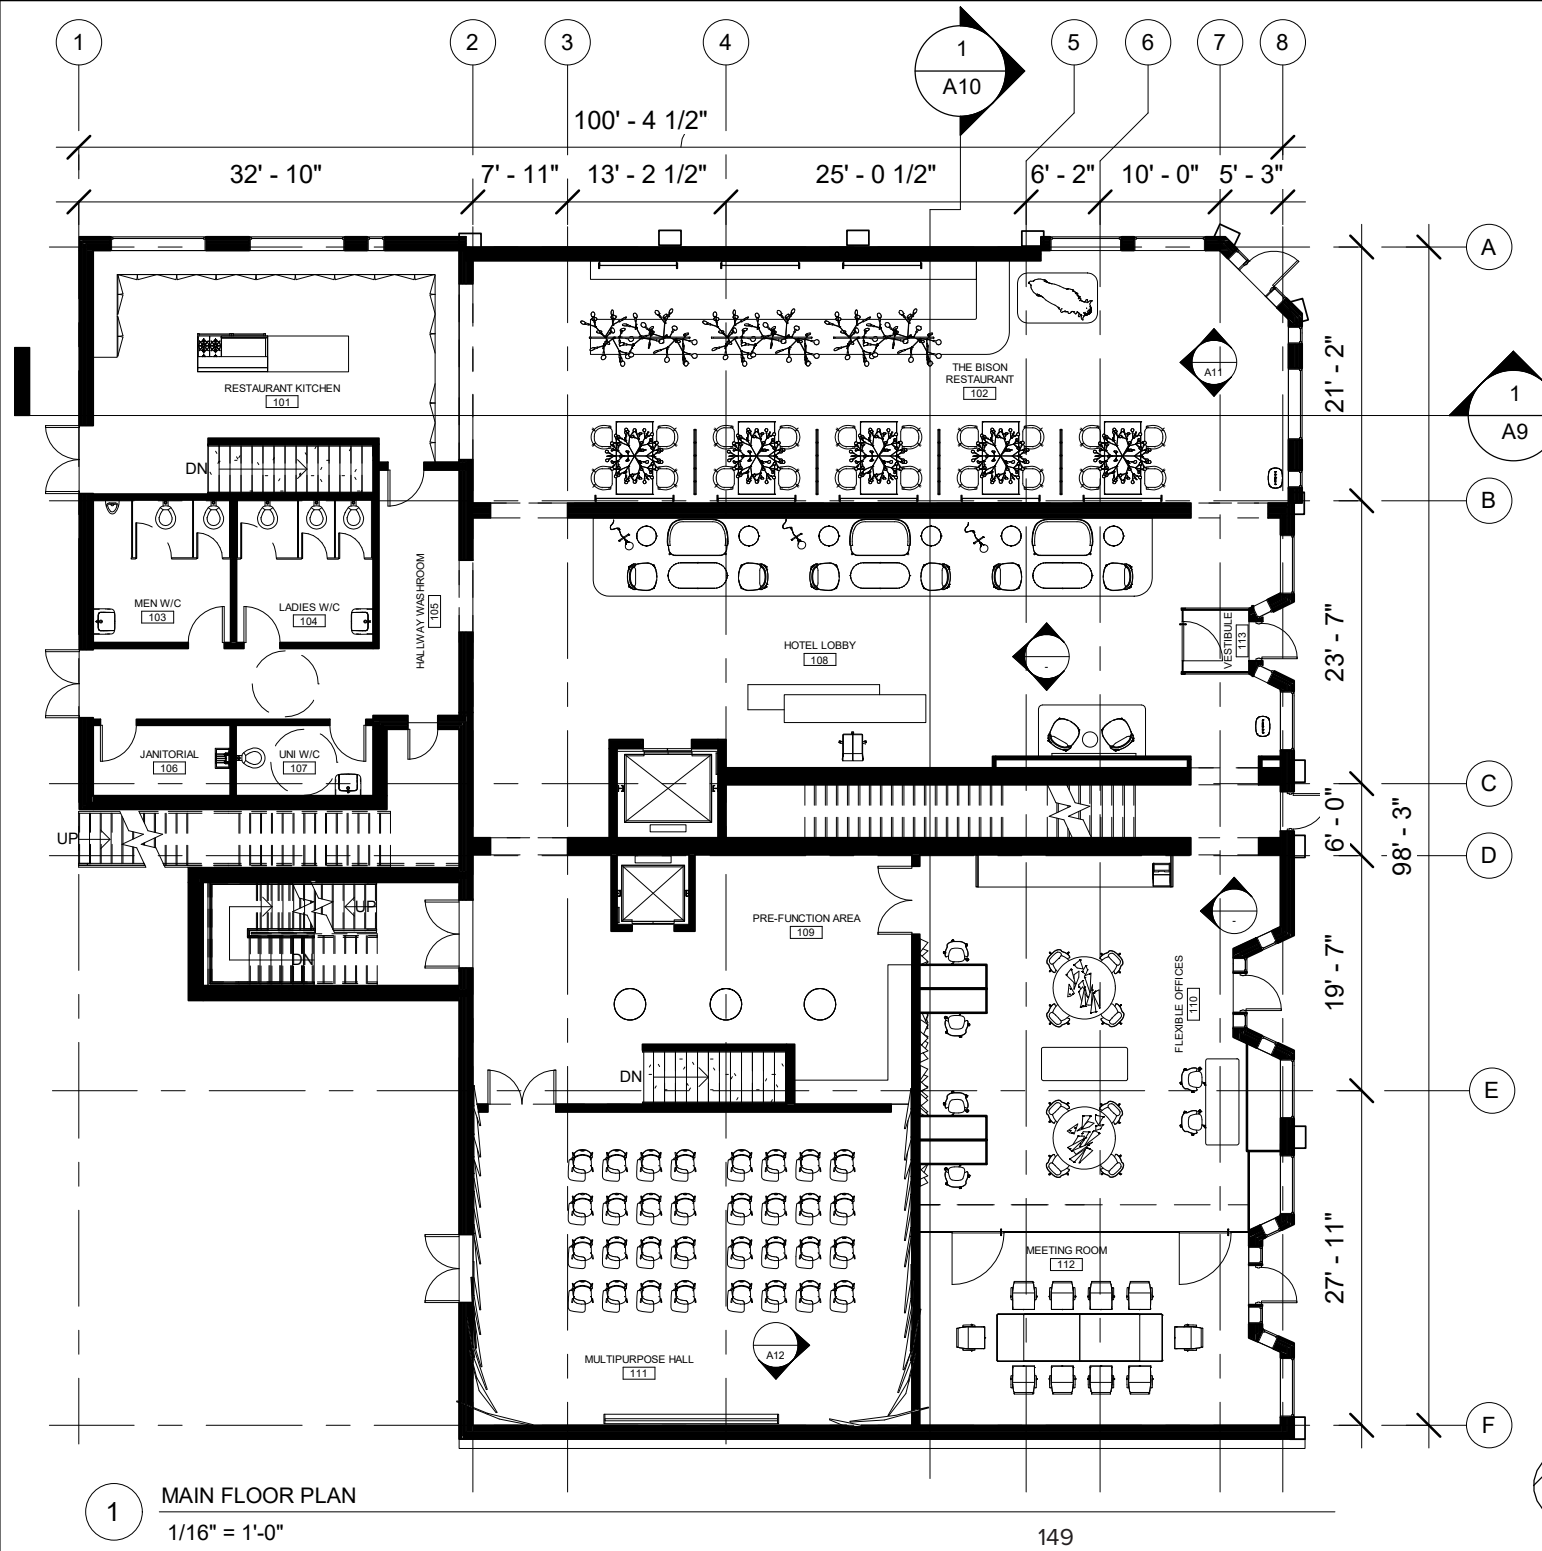 1
2
3
4
1
A10
5
6
7
8
100' - 4 1/2"
32' - 10"
7' - 11"
13' - 2 1/2"
25' - 0 1/2"
6' - 2"
10' - 0"
5' - 3"
A
21' - 2"
THE BISON
RESTAURANT
102
A11
RESTAURANT KITCHEN
101
1
A9
DN
B
MEN W/C
103
LADIES W/C
104
HALLWAY WASHROOM
105
HOTEL LOBBY
108
-
VESTIBULE
113
23' - 7"
JANITORIAL
106
UNI W/C
107
C
UP
6' - 0"
98' - 3"
D
UP
DN
PRE-FUNCTION AREA
109
-
FLEXIBLE OFFICES
110
19' - 7"
DN
E
MEETING ROOM
112
27' - 11"
MULTIPURPOSE HALL
111
A12
F
1
MAIN FLOOR PLAN
1/16" = 1'-0"
149